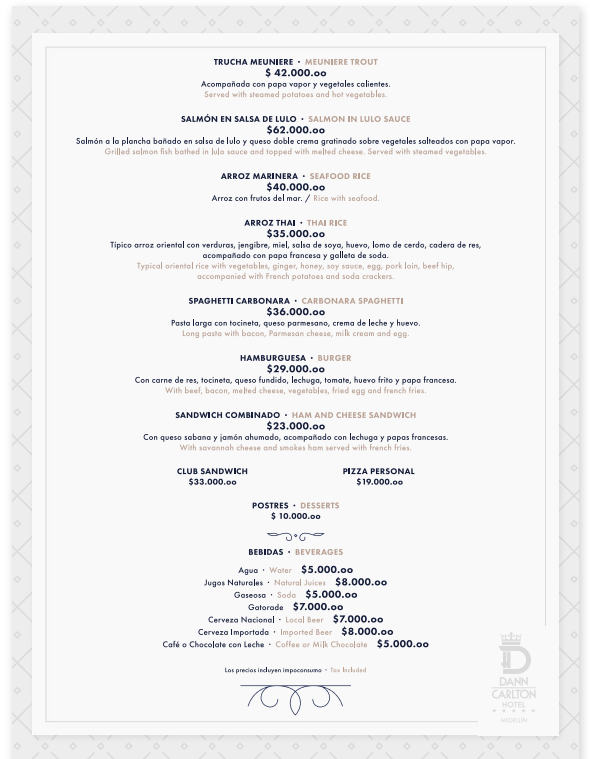 TRUCHA MEUNIERE · MEUNIERE TROUT
$ 42.000.oo
Acompañada con papa vapor y vegetales calientes.
Served with steamed potatoes and hot vegetables.
SALMÓN EN SALSA DE LULO · SALMON IN LULO SAUCE
$62.000.oo
Salmón a la plancha bañado en salsa de lulo y queso doble crema gratinado sobre vegetales salteados con papa vapor.
Grilled salmon fish bathed in lulo sauce and topped with melted cheese. Served with steamed vegetables.
ARROZ MARINERA · SEAFOOD RICE
$40.000.oo
Arroz con frutos del mar. / Rice with seafood.
ARROZ THAI · THAI RICE
$35.000.oo
Típico arroz oriental con verduras, jengibre, miel, salsa de soya, huevo, lomo de cerdo, cadera de res,
acompañado con papa francesa y galleta de soda.
Typical oriental rice with vegetables, ginger, honey, soy sauce, egg, pork loin, beef hip,
accompanied with French potatoes and soda crackers.
SPAGHETTI CARBONARA · CARBONARA SPAGHETTI
$36.000.oo
Pasta larga con tocineta, queso parmesano, crema de leche y huevo.
Long pasta with bacon, Parmesan cheese, milk cream and egg.
HAMBURGUESA · BURGER
$29.000.oo
Con carne de res, tocineta, queso fundido, lechuga, tomate, huevo frito y papa francesa.
With beef, bacon, melted cheese, vegetables, fried egg and french fries.
SANDWICH COMBINADO · HAM AND CHEESE SANDWICH
$23.000.oo
Con queso sabana y jamón ahumado, acompañado con lechuga y papas francesas.
With savannah cheese and smokes ham served with french fries.
CLUB SANDWICH
$33.000.oo
PIZZA PERSONAL
$19.000.oo
POSTRES · DESSERTS
$ 10.000.oo
BEBIDAS · BEVERAGES
Agua · Water $5.000.oo
Jugos Naturales · Natural Juices $8.000.oo
Gaseosa · Soda $5.000.oo
Gatorade $7.000.oo
Cerveza Nacional · Local Beer $7.000.oo
Cerveza Importada · Imported Beer $8.000.oo
Café o Chocolate con Leche · Coffee or Milk Chocolate $5.000.oo
Los precios incluyen impoconsumo · Tax Included
D
DANN
CARLTON
HOTEL
MEDELLÍN